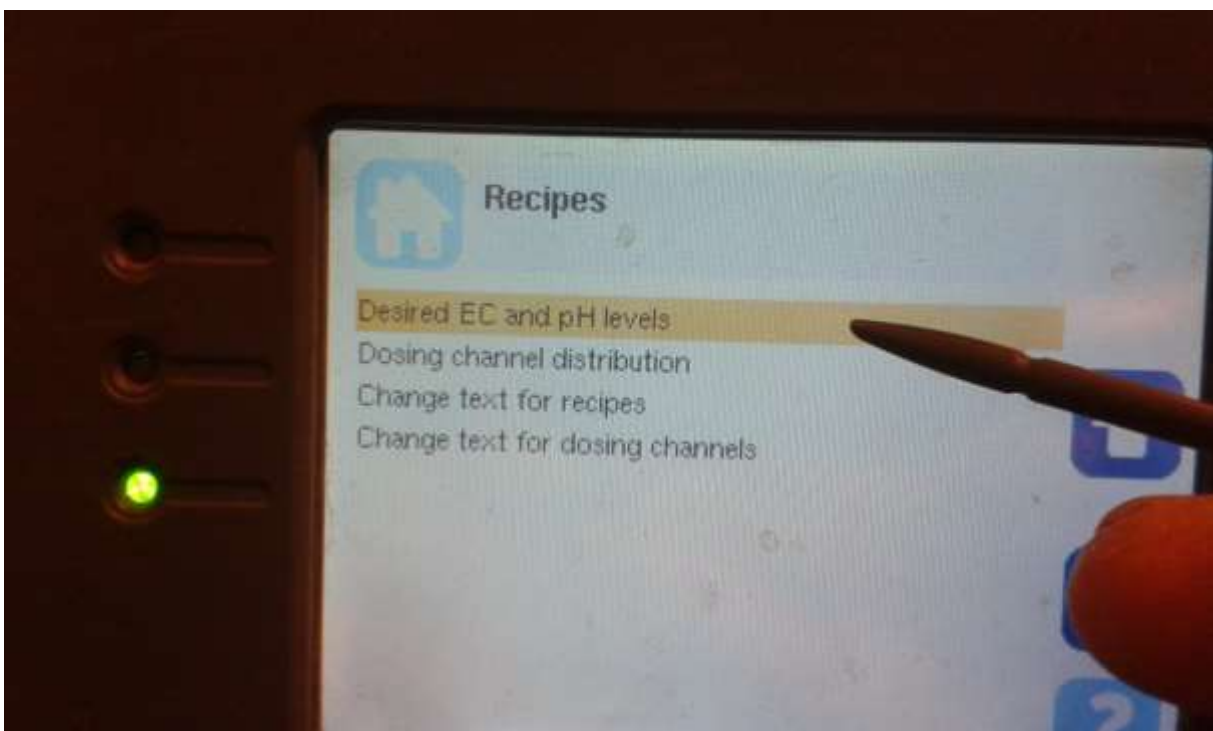 Recipes
Desired EC and pH levels
Dosing channel distribution
Change text for recipes
Change text for dosing channels
?